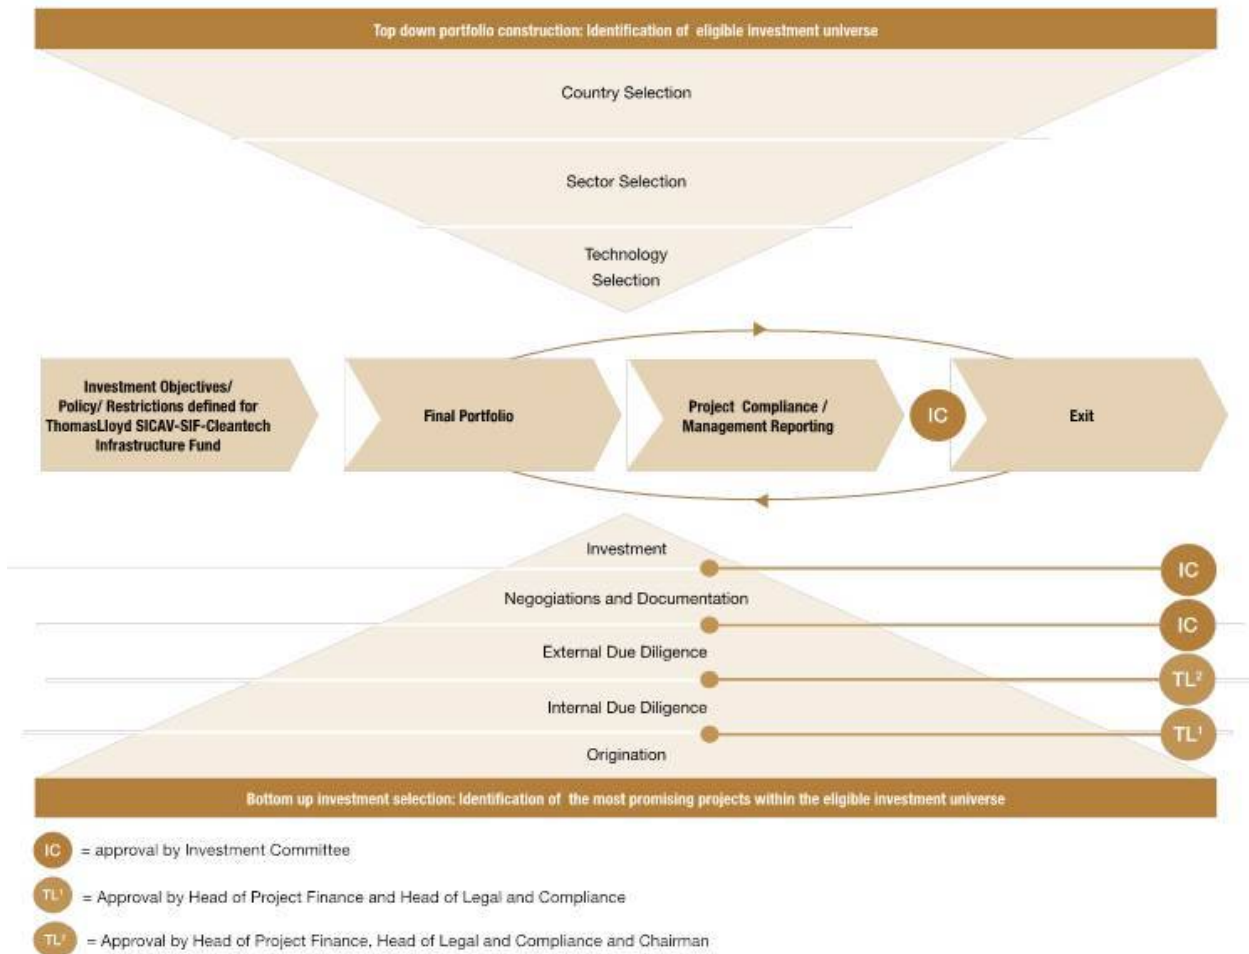 Top down portfolio construction: Identification of eligible investment universe
Country Selection
Sector Selection
Technology
Selection
Investment Objectives/
Policy/ Restrictions defined for
ThomasLloyd SICAV-SIF-Cleantech
Infrastructure Fund
Final Portfolio
Project Compliance /
Management Reporting
IC
Exit
Investment
IC
Negogiations and Documentation
IC
External Due Diligence
TL²
Internal Due Diligence
TL¹
Origination
Bottom up investment selection: Identification of the most promising projects within the eligible investment universe
IC = approval by Investment Committee
TL¹ = Approval by Head of Project Finance and Head of Legal and Compliance
TL² = Approval by Head of Project Finance, Head of Legal and Compliance and Chairman